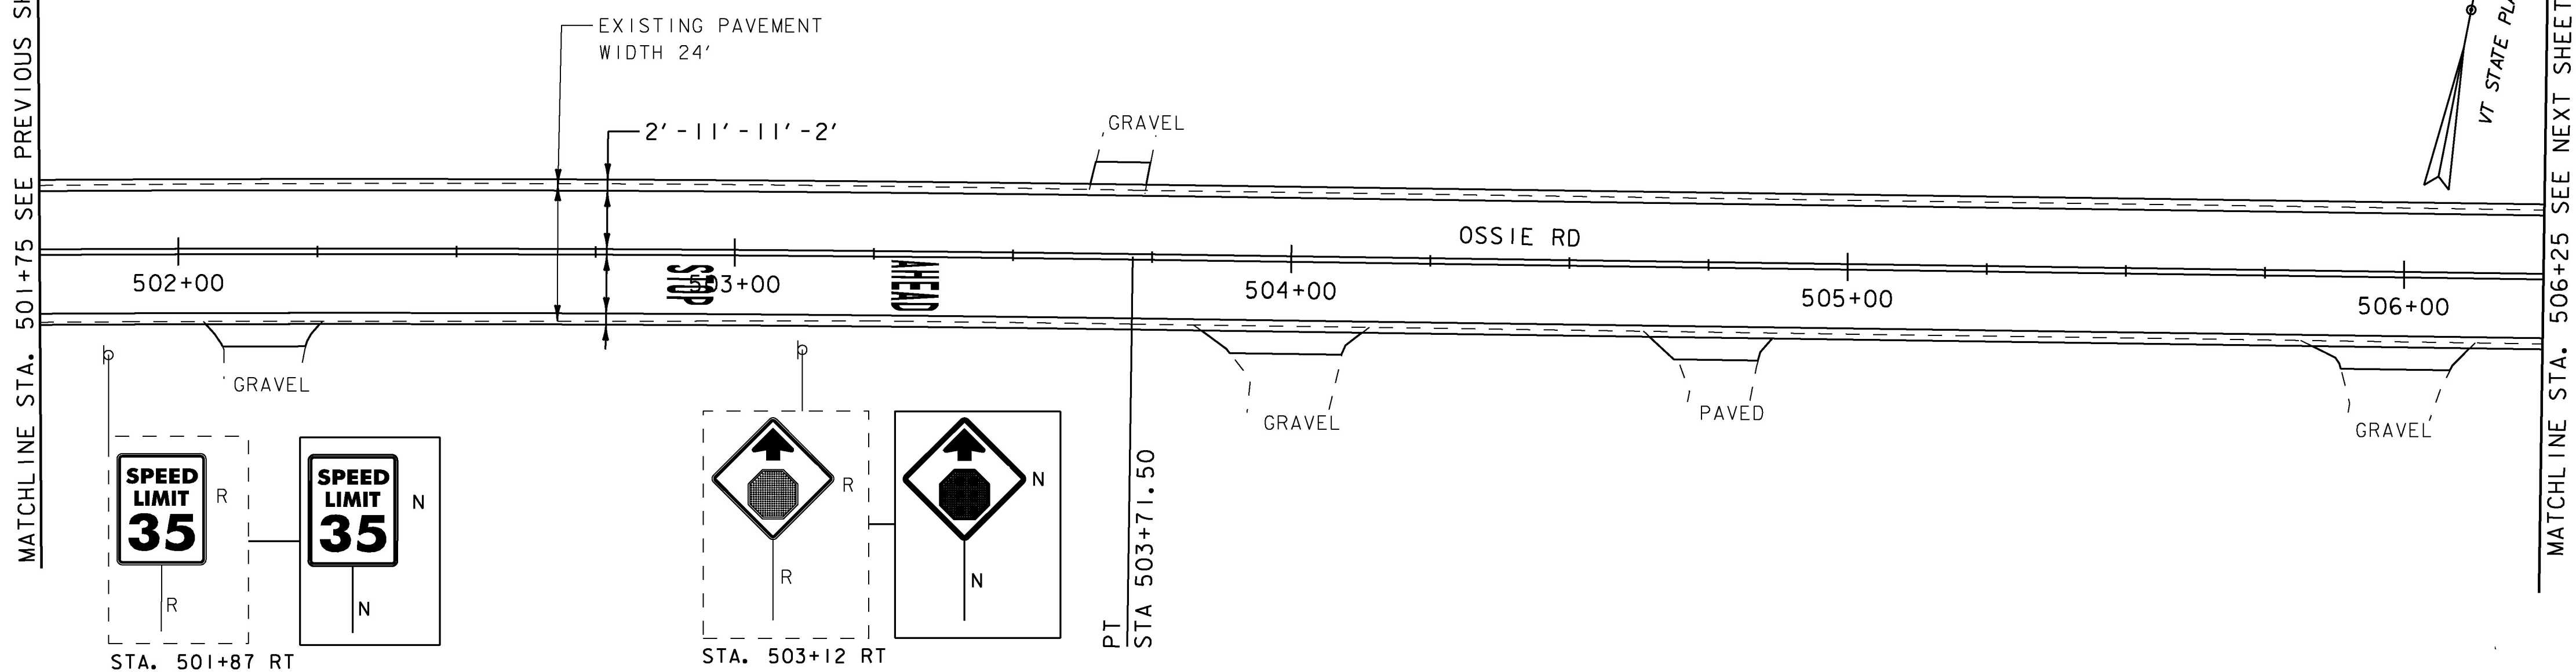 MATCHLINE STA. 501+75 SEE PREVIOUS
EXISTING PAVEMENT
WIDTH 24'
2'-11'-11'-2'
GRAVEL
VT STATE
MATCHLINE STA. 506+25 SEE NEXT SHEET
OSSIE RD
502+00
STOP
503+00
AHEAD
504+00
505+00
506+00
GRAVEL
GRAVEL
PAVED
GRAVEL
SPEED
LIMIT
35
R
R
SPEED
LIMIT
35
N
N
STA. 501+87 RT
R
R
N
N
STA. 503+12 RT
PT
STA 503+71.50